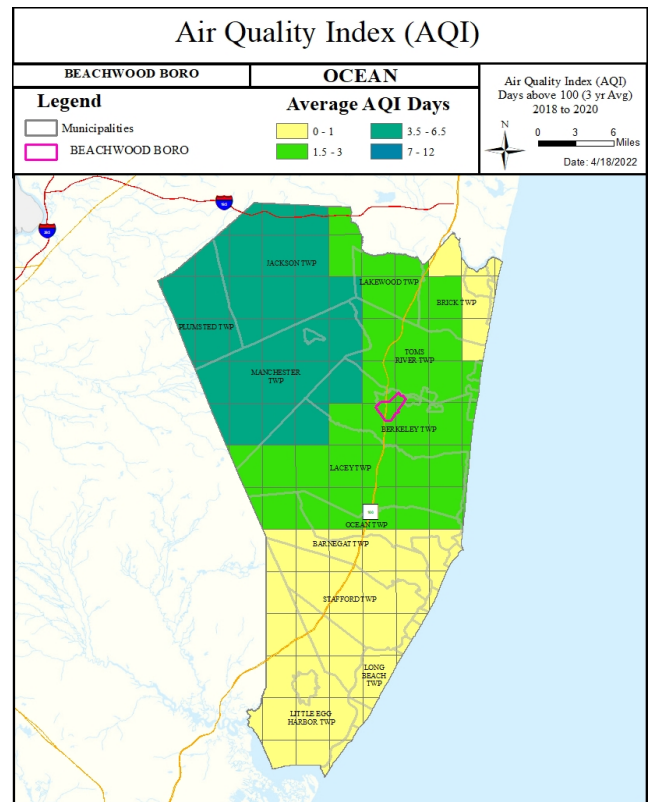 Air Quality Index (AQI)
BEACHWOOD BORO
OCEAN
Air Quality Index (AQI)
Days above 100 (3 yr Avg)
2018 to 2020
N
0 3 6
Miles
Date: 4/18/2022
Legend
Municipalities
BEACHWOOD BORO
Average AQI Days
0 - 1
3.5 - 6.5
1.5 - 3
7 - 12
JACKSON TWP
LAKEWOOD TWP
BRICK TWP
PLUMSTED TWP
TOMS
RIVER TWP
MANCHESTER
TWP
BERKELEY TWP
LACEY TWP
OCEAN TWP
BARNEGAT TWP
STAFFORD TWP
LONG
BEACH
TWP
LITTLE EGG
HARBOR TWP